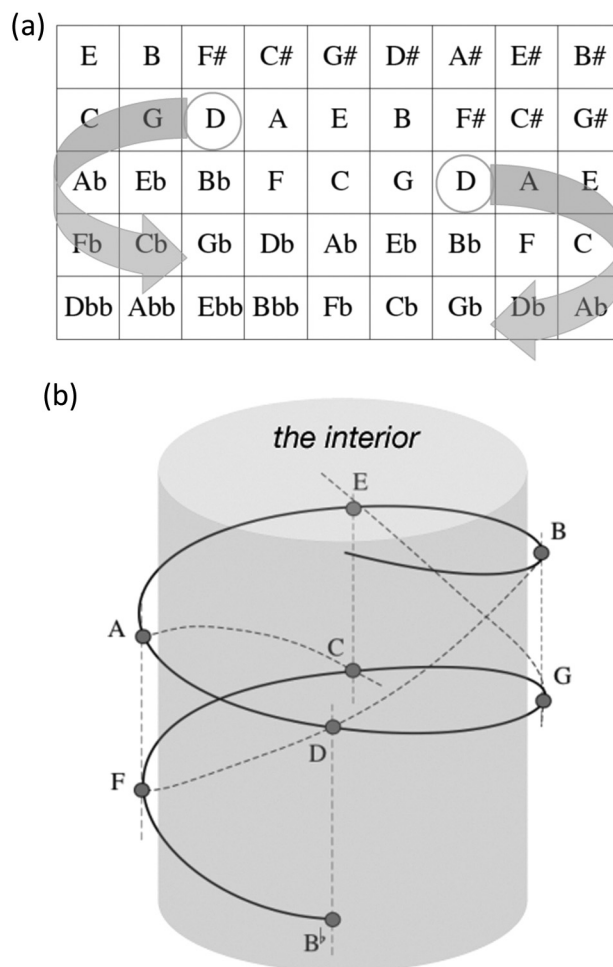 (a)
E B F# C# G# D# A# E# B#
C G D A E B F# C# G#
Ab Eb Bb F C G D A E
Fb Cb Gb Db Ab Eb Bb F C
Dbb Abb Ebb Bbb Fb Cb Gb Db Ab
(b)
the interior
E
B
A
C
G
D
F
B♭